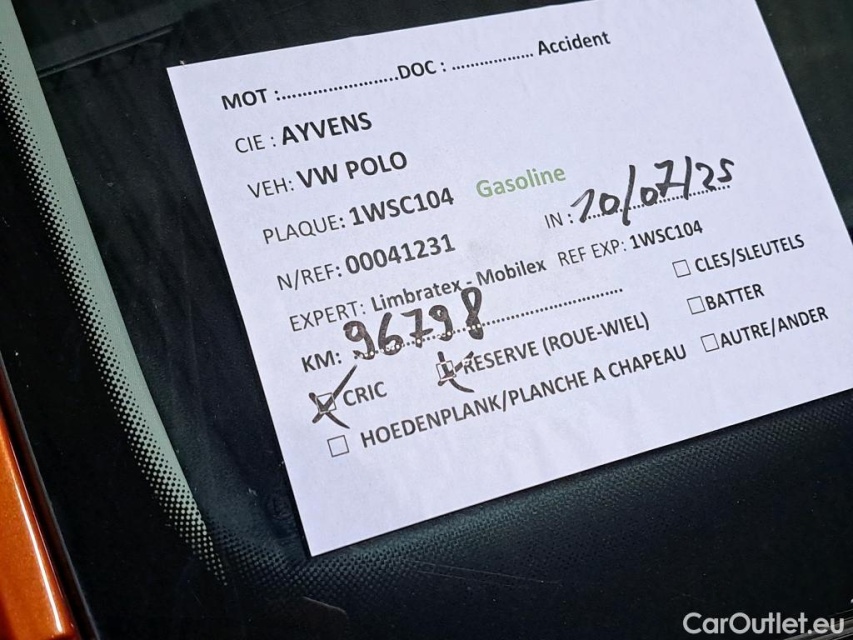 MOT :....................DOC : .............. Accident
CIE : AYVENS
VEH: VW POLO
PLAQUE: 1WSC104 Gasoline
IN : 10/07/25
N/REF: 00041231
EXPERT: Limbratex - Mobilex REF EXP: 1WSC104
KM: 96798
CLES/SLEUTELS
CRIC
RESERVE (ROUE-WIEL)
BATTER
HOEDENPLANK/PLANCHE A CHAPEAU
AUTRE/ANDER
CarOutlet.eu